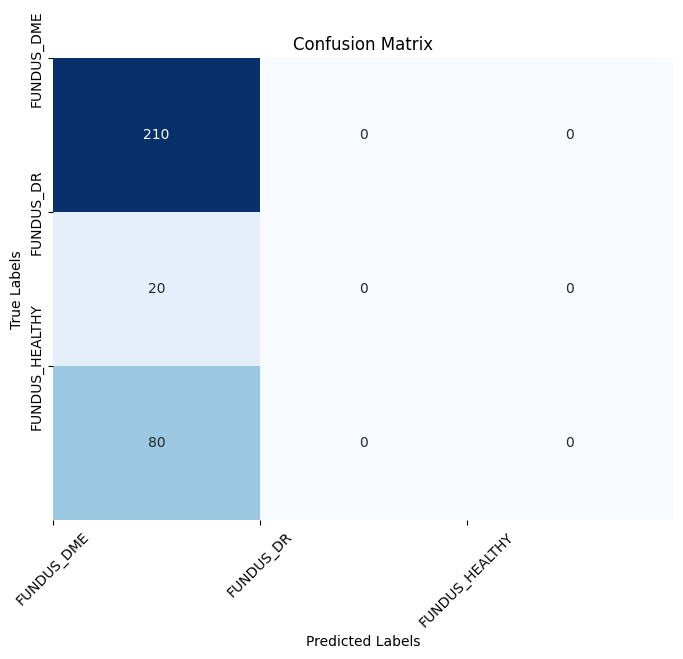 Confusion Matrix
True Labels
FUNDUS_DME
210
0
0
FUNDUS_DR
20
0
0
FUNDUS_HEALTHY
80
0
0
FUNDUS_DME
FUNDUS_DR
FUNDUS_HEALTHY
Predicted Labels